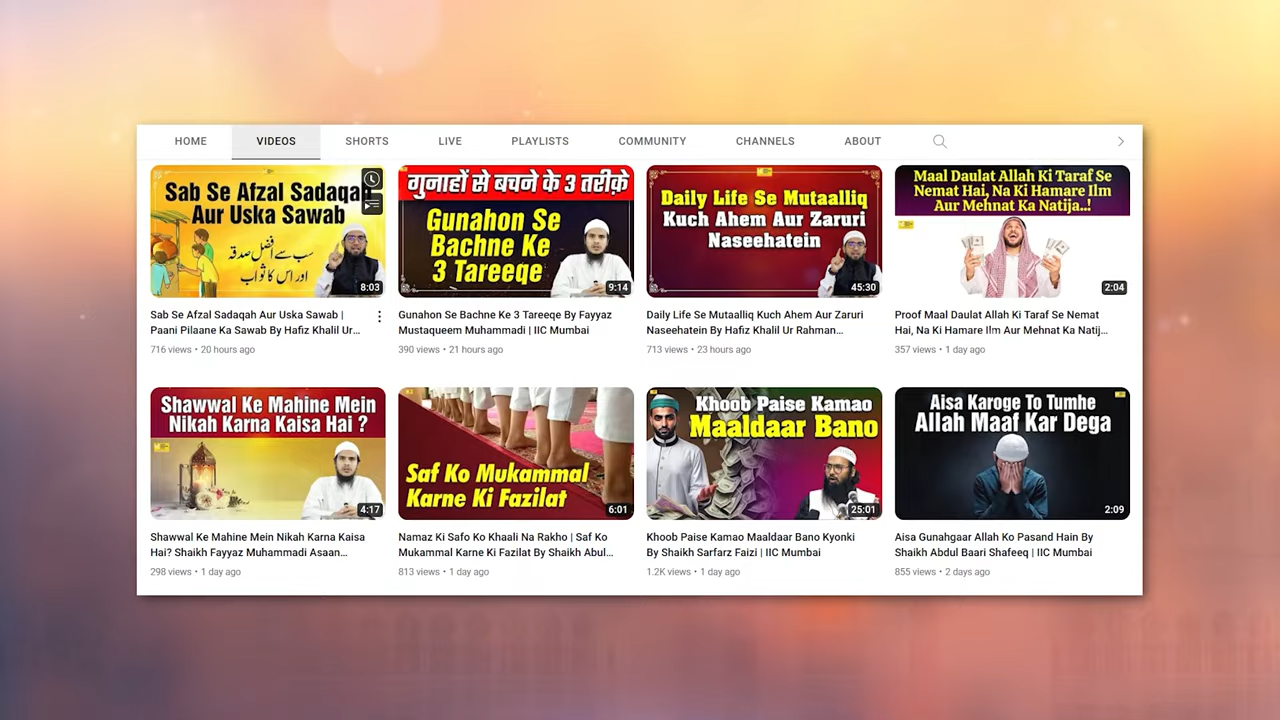 HOME VIDEOS SHORTS LIVE PLAYLISTS COMMUNITY CHANNELS ABOUT
Sab Se Afzal Sadaqah
Aur Uska Sawab
سب سے افضل صدقہ
اور اس کا ثواب
8:03
Sab Se Afzal Sadaqah Aur Uska Sawab |
Paani Pilaane Ka Sawab By Hafiz Khalil Ur...
716 views • 20 hours ago
गुनाहों से बचने के 3 तरीक़े
Gunahon Se
Bachne Ke
3 Tareeqe
9:14
Gunahon Se Bachne Ke 3 Tareeqe By Fayyaz
Mustaqueem Muhammadi | IIC Mumbai
390 views • 21 hours ago
Daily Life Se Mutaalliq
Kuch Ahem Aur Zaruri
Naseehatein
45:30
Daily Life Se Mutaalliq Kuch Ahem Aur Zaruri
Naseehatein By Hafiz Khalil Ur Rahman...
713 views • 23 hours ago
Maal Daulat Allah Ki Taraf Se
Nemat Hai, Na Ki Hamare Ilm
Aur Mehnat Ka Natija..!
2:04
Proof Maal Daulat Allah Ki Taraf Se Nemat
Hai, Na Ki Hamare Ilm Aur Mehnat Ka Natij...
357 views • 1 day ago
Shawwal Ke Mahine Mein
Nikah Karna Kaisa Hai ?
4:17
Shawwal Ke Mahine Mein Nikah Karna Kaisa
Hai? Shaikh Fayyaz Muhammadi Asaan...
298 views • 1 day ago
Saf Ko Mukammal
Karne Ki Fazilat
6:01
Namaz Ki Safo Ko Khaali Na Rakho | Saf Ko
Mukammal Karne Ki Fazilat By Shaikh Abul...
813 views • 1 day ago
Khoob Paise Kamao
Maaldaar Bano
25:01
Khoob Paise Kamao Maaldaar Bano Kyonki
By Shaikh Sarfarz Faizi | IIC Mumbai
1.2K views • 1 day ago
Aisa Karoge To Tumhe
Allah Maaf Kar Dega
2:09
Aisa Gunahgaar Allah Ko Pasand Hain By
Shaikh Abdul Baari Shafeeq | IIC Mumbai
855 views • 2 days ago